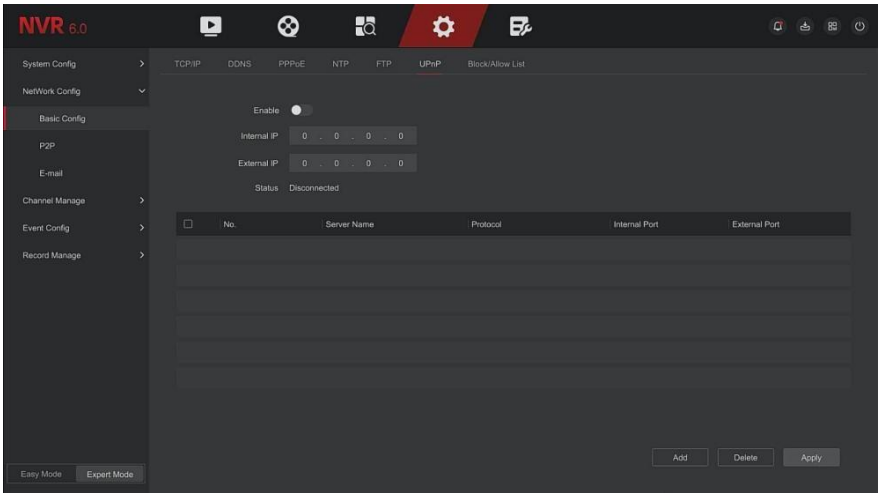 NVR 6.0
System Config
NetWork Config
Basic Config
P2P
E-mail
Channel Manage
Event Config
Record Manage
Easy Mode Expert Mode
TCP/IP DDNS PPPoE NTP FTP UPnP Block/Allow List
Enable
Internal IP 0 . 0 . 0 . 0
External IP 0 . 0 . 0 . 0
Status Disconnected
No. Server Name Protocol Internal Port External Port
Add Delete Apply